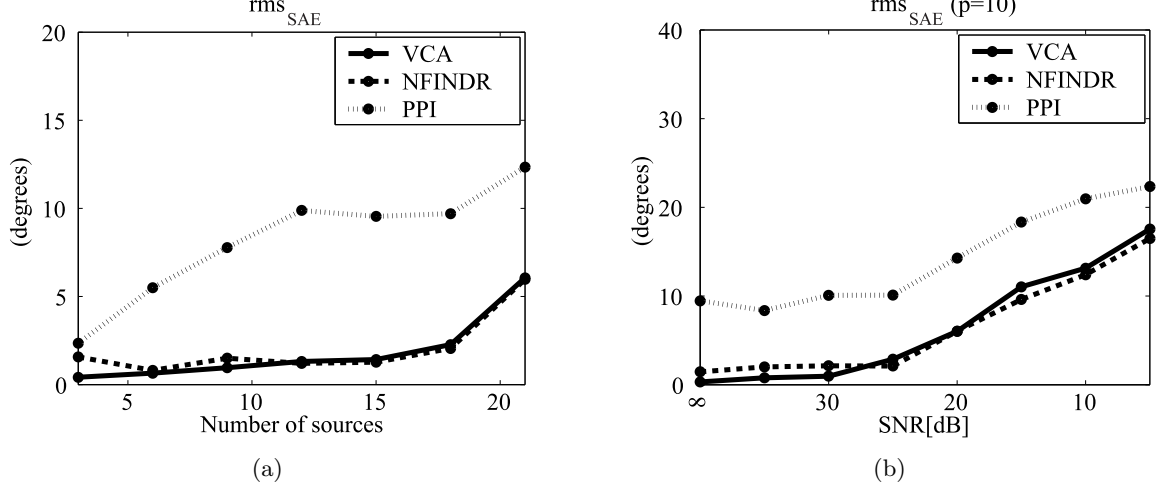 rms_SAE
20
15
10
5
0
(degrees)
VCA
NFINDR
PPI
5 10 15 20
Number of sources
(a)
rms_SAE (p=10)
40
30
20
10
0
(degrees)
VCA
NFINDR
PPI
∞ 30 20 10
SNR[dB]
(b)